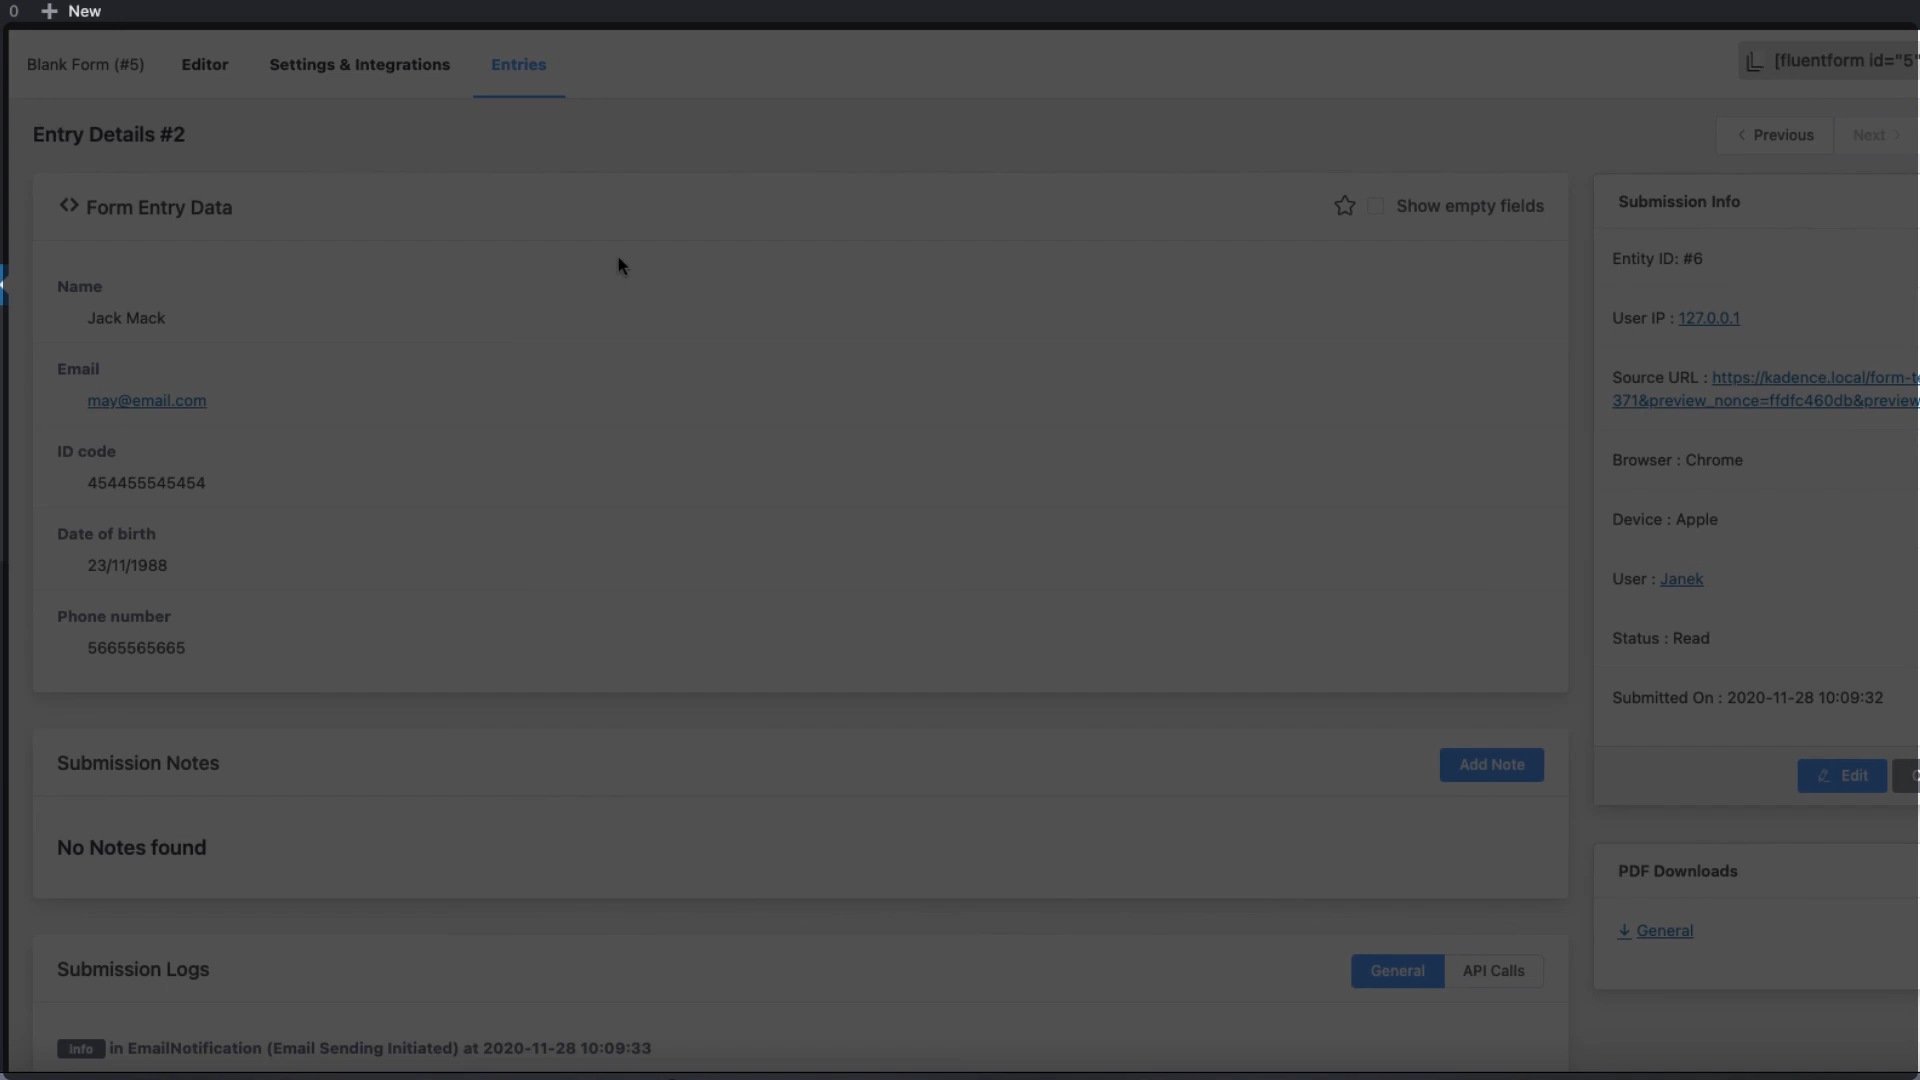 0 New
Blank Form (#5) Editor Settings & Integrations Entries [fluentform id="5"
Entry Details #2
Previous Next
Form Entry Data
Show empty fields
Name
Jack Mack
Email
may@email.com
ID code
454455545454
Date of birth
23/11/1988
Phone number
5665565665
Submission Notes
Add Note
No Notes found
Submission Logs
General API Calls
Info in EmailNotification (Email Sending Initiated) at 2020-11-28 10:09:33
Submission Info
Entity ID: #6
User IP : 127.0.0.1
Source URL : https://kadence.local/form-te
371&preview_nonce=ffdfc460db&preview
Browser : Chrome
Device : Apple
User : Janek
Status : Read
Submitted On : 2020-11-28 10:09:32
Edit
PDF Downloads
General